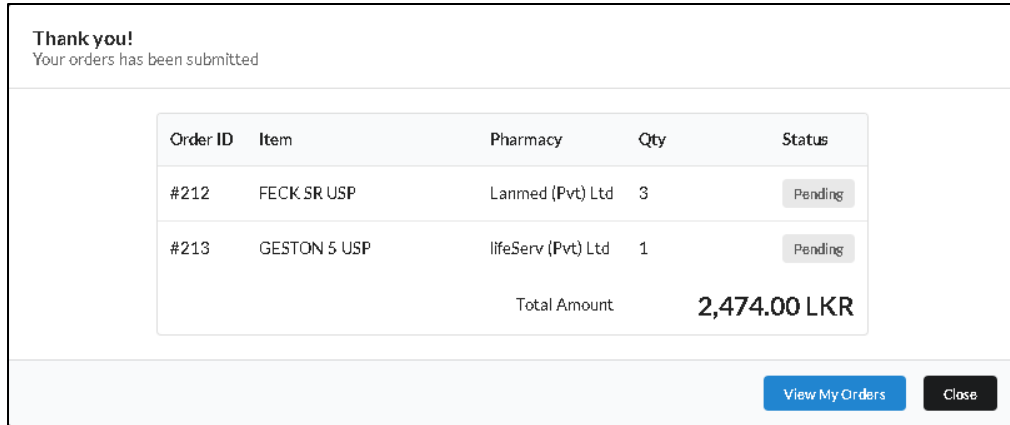 Thank you!
Your orders has been submitted
Order ID Item Pharmacy Qty Status
#212 FECK SR USP Lanmed (Pvt) Ltd 3 Pending
#213 GESTON 5 USP lifeServ (Pvt) Ltd 1 Pending
Total Amount 2,474.00 LKR
View My Orders Close